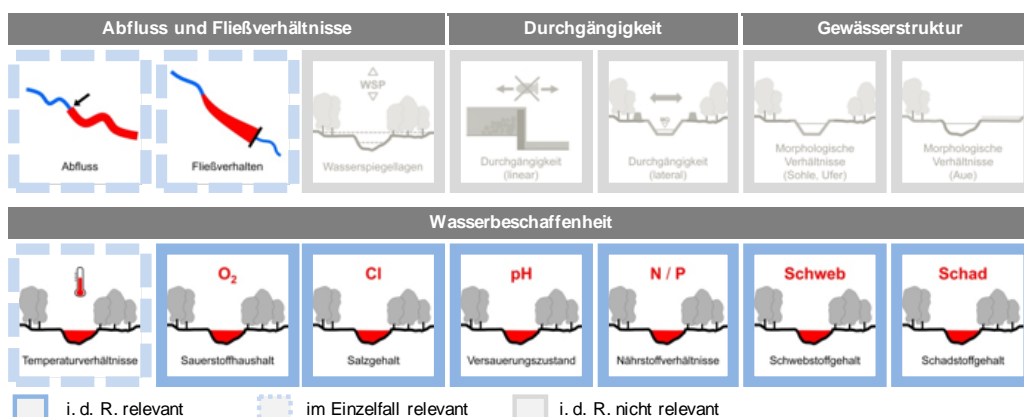 Abfluss und Fließverhältnisse
Durchgängigkeit
Gewässerstruktur
Abfluss
Fließverhalten
WSP
Wasserspiegellagen
Durchgängigkeit
(linear)
Durchgängigkeit
(lateral)
Morphologische
Verhältnisse
(Sohle, Ufer)
Morphologische
Verhältnisse
(Aue)
Wasserbeschaffenheit
Temperaturverhältnisse
O₂
Sauerstoffhaushalt
Cl
Salzgehalt
pH
Versauerungszustand
N / P
Nährstoffverhältnisse
Schweb
Schwebstoffgehalt
Schad
Schadstoffgehalt
i. d. R. relevant
im Einzelfall relevant
i. d. R. nicht relevant